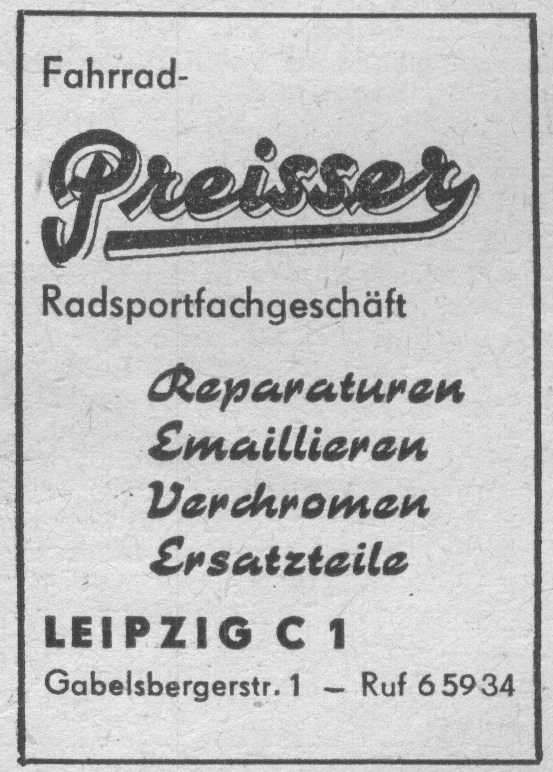 Fahrrad-
Preisser
Radsportfachgeschäft
Reparaturen
Emaillieren
Verchromen
Ersatzteile
LEIPZIG C 1
Gabelsbergerstr. 1 – Ruf 65934